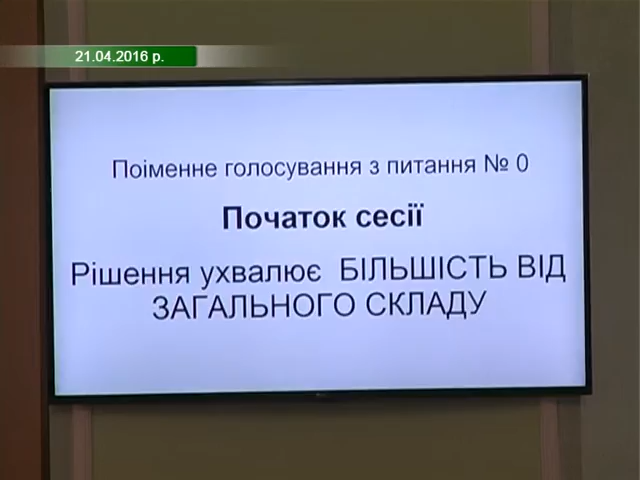 21.04.2016 р.
Поіменне голосування з питання № 0
Початок сесії
Рішення ухвалює БІЛЬШІСТЬ ВІД
ЗАГАЛЬНОГО СКЛАДУ